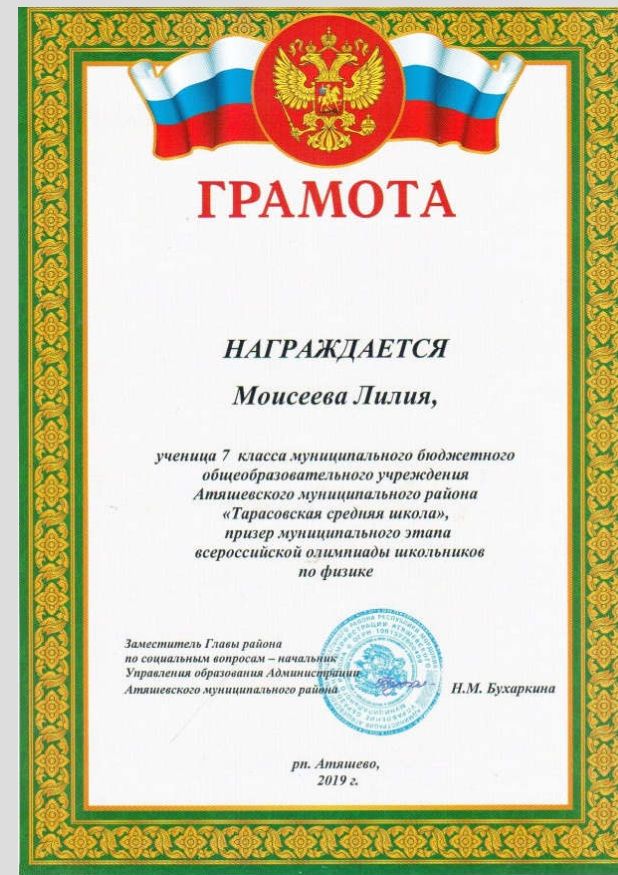 ГРАМОТА
НАГРАЖДАЕТСЯ
Моисеева Лилия,
ученица 7 класса муниципального бюджетного
общеобразовательного учреждения
Атяшевского муниципального района
«Тарасовская средняя школа»,
призер муниципального этапа
всероссийской олимпиады школьников
по физике
Заместитель Главы района
по социальным вопросам – начальник
Управления образования Администрации
Атяшевского муниципального района
Н.М. Бухаркина
рп. Атяшево,
2019 г.